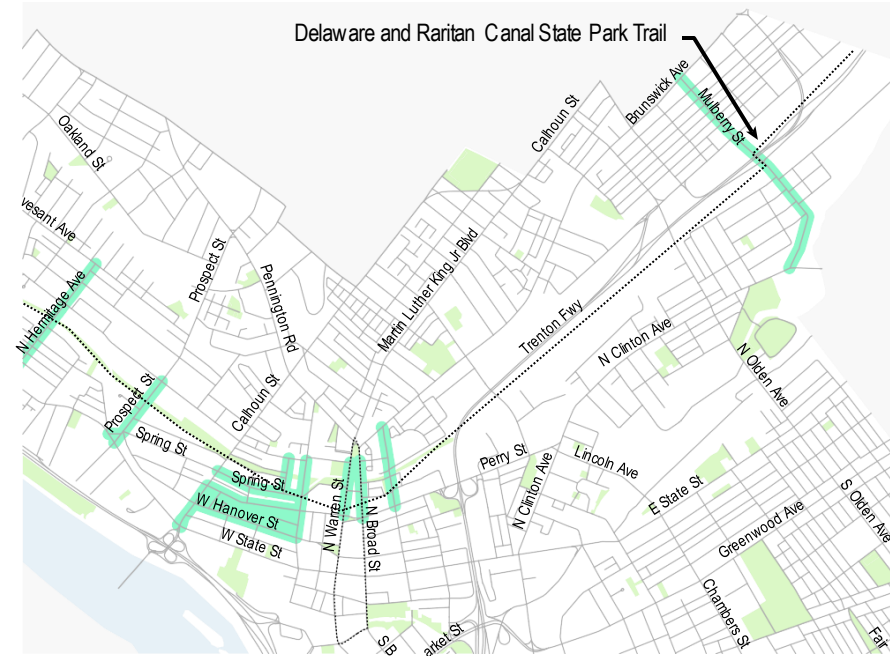 Delaware and Raritan Canal State Park Trail
Brunswick Ave
Mulberry St
Calhoun St
Oakland St
vesant Ave
Prospect St
Pennington Rd
Martin Luther King Jr Blvd
N Hermitage Ave
Trenton Fwy
N Clinton Ave
N Olden Ave
Prospect St
Calhoun St
Spring St
Perry St
Lincoln Ave
Spring St
N Clinton Ave
E State St
S Olden Ave
W Hanover St
N Warren St
N Broad St
W State St
Greenwood Ave
Chambers St
S B
arket St
Fair